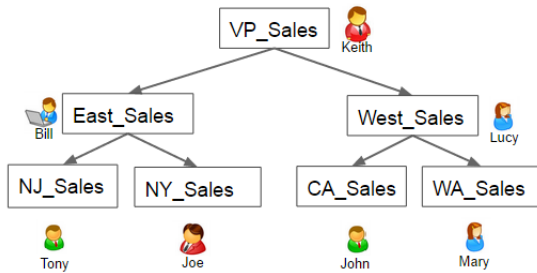 VP_Sales
Keith
Bill
East_Sales
West_Sales
Lucy
NJ_Sales
NY_Sales
CA_Sales
WA_Sales
Tony
Joe
John
Mary